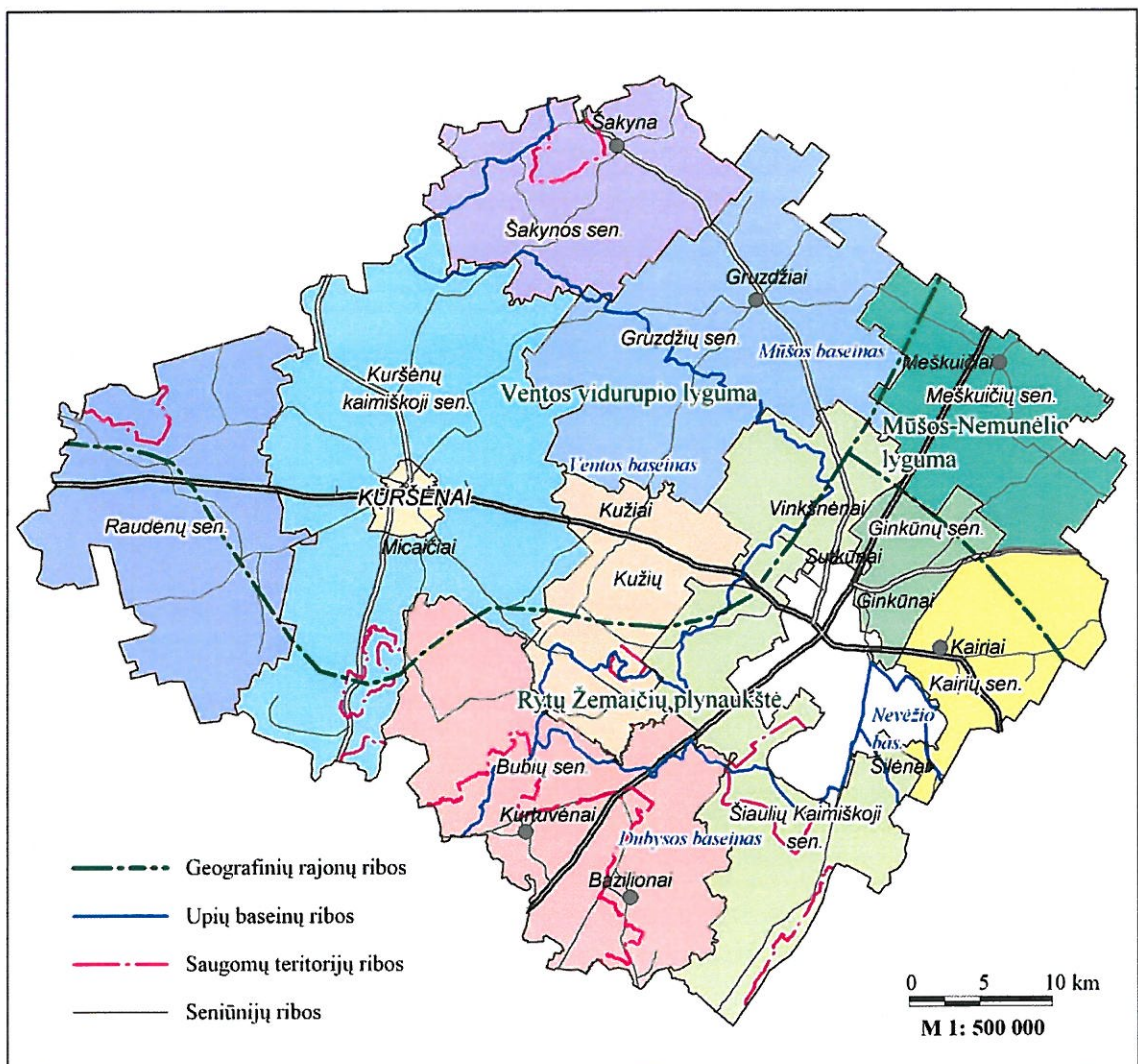 Šakyna
Šakynos sen.
Gruzdžiai
Gruzdžių sen.
Mūšos baseinas
Meškuičiai
Meškuičių sen.
Kuršėnų
kaimiškoji sen.
Ventos vidurupio lyguma
Mūšos-Nemunėlio
lyguma
Ventos baseinas
KURŠĖNAI
Kužiai
Vinkšnėnai
Ginkūnų sen.
Raudėnų sen.
Micaičiai
Sutkūnai
Kužių
Ginkūnai
Kairiai
Kairių sen.
Rytų Žemaičių plynaukštė
Nevėžio
bas.
Bubių sen.
Šilėnai
Kurtuvėnai
Šiaulių Kaimiškoji
sen.
Dubysos baseinas
Bazilionai
Geografinių rajonų ribos
Upių baseinų ribos
Saugomų teritorijų ribos
Seniūnijų ribos
0 5 10 km
M 1: 500 000